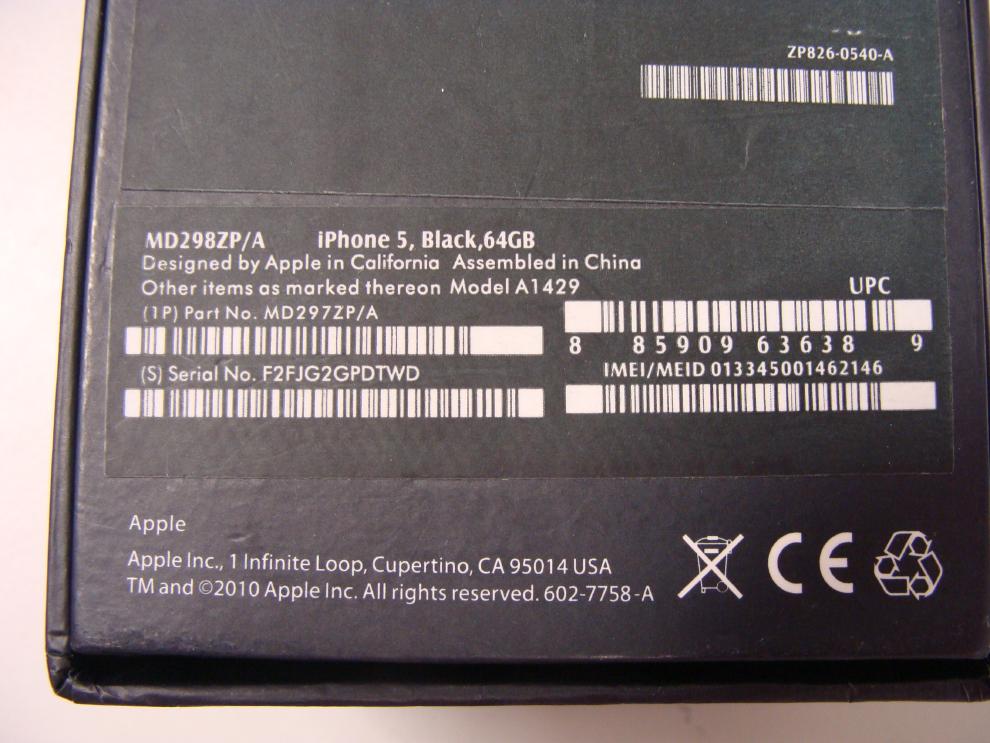 ZP826-0540-A
MD298ZP/A iPhone 5, Black,64GB
Designed by Apple in California Assembled in China
Other items as marked thereon Model A1429
UPC
(1P) Part No. MD297ZP/A
8 85909 63638 9
(S) Serial No. F2FJG2GPDTWD
IMEI/MEID 013345001462146
Apple
Apple Inc., 1 Infinite Loop, Cupertino, CA 95014 USA
TM and ©2010 Apple Inc. All rights reserved. 602-7758-A
CE